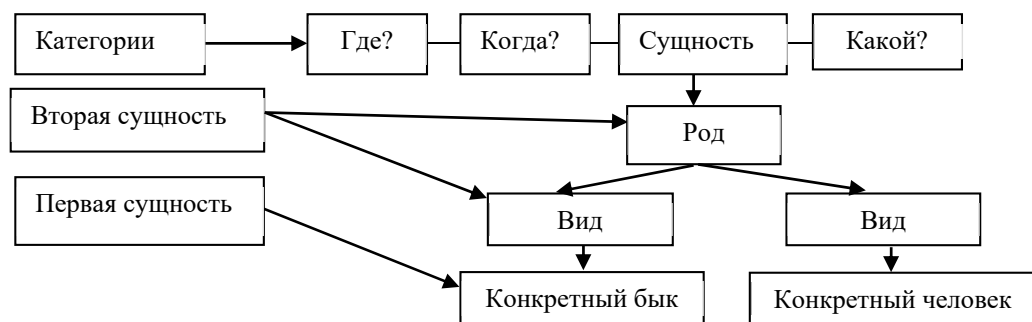 Категории
Где?
Когда?
Сущность
Какой?
Вторая сущность
Род
Первая сущность
Вид
Вид
Конкретный бык
Конкретный человек